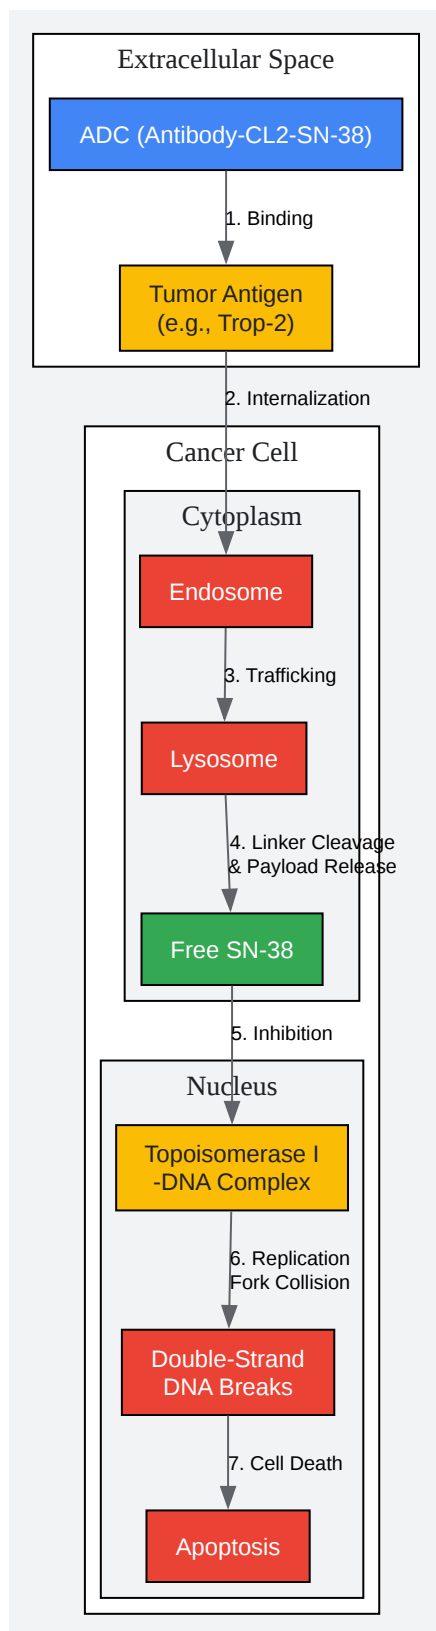 Extracellular Space
ADC (Antibody-CL2-SN-38)
1. Binding
Tumor Antigen
(e.g., Trop-2)
2. Internalization
Cancer Cell
Cytoplasm
Endosome
3. Trafficking
Lysosome
4. Linker Cleavage
& Payload Release
Free SN-38
5. Inhibition
Nucleus
Topoisomerase I
-DNA Complex
6. Replication
Fork Collision
Double-Strand
DNA Breaks
7. Cell Death
Apoptosis